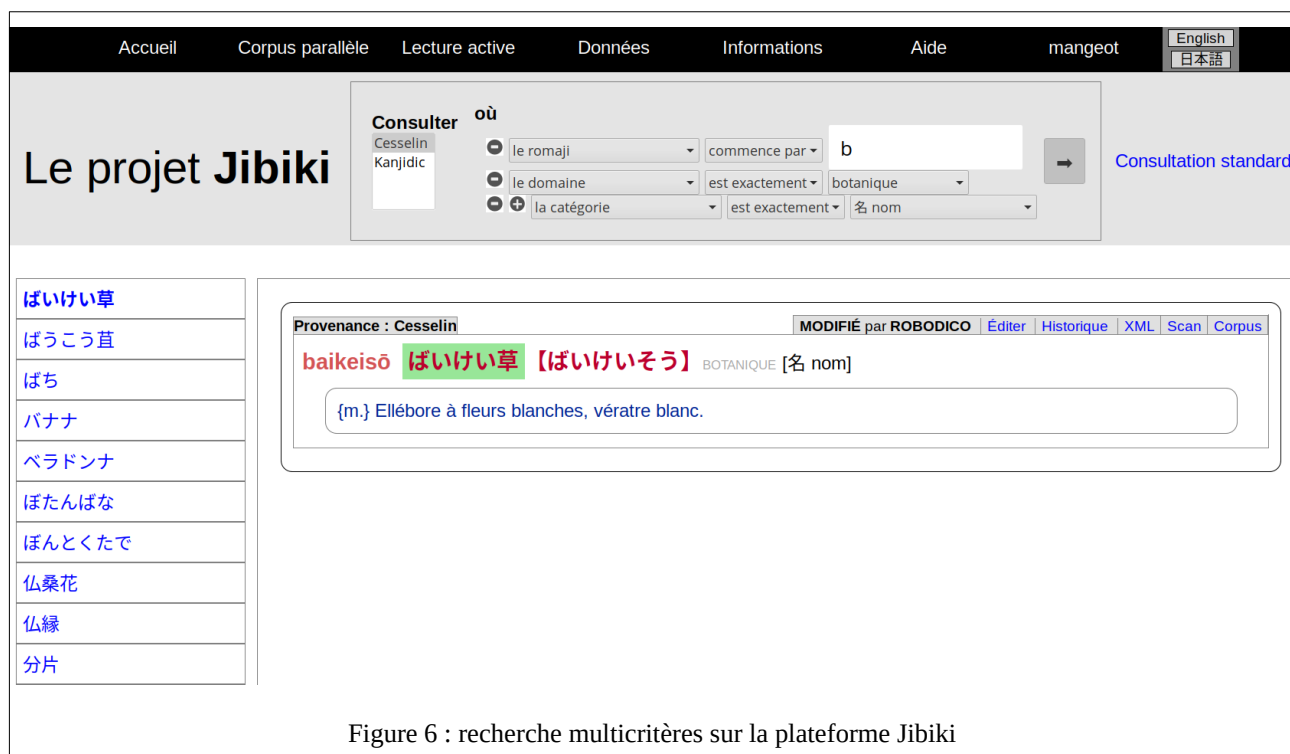 Accueil Corpus parallèle Lecture active Données Informations Aide mangeot English
日本語
Le projet Jibiki
Consulter
Cesselin
Kanjidic
où
le romaji commence par b
le domaine est exactement botanique
la catégorie est exactement 名 nom
➡
Consultation standard
ばいけい草
ばうこう苴
ばち
バナナ
ベラドンナ
ぼたんばな
ぼんとくたで
仏桑花
仏縁
分片
Provenance : Cesselin MODIFIÉ par ROBODICO Éditer Historique XML Scan Corpus
baikeisō ばいけい草【ばいけいそう】 BOTANIQUE [名 nom]
{m.} Ellébore à fleurs blanches, vératre blanc.
Figure 6 : recherche multicritères sur la plateforme Jibiki